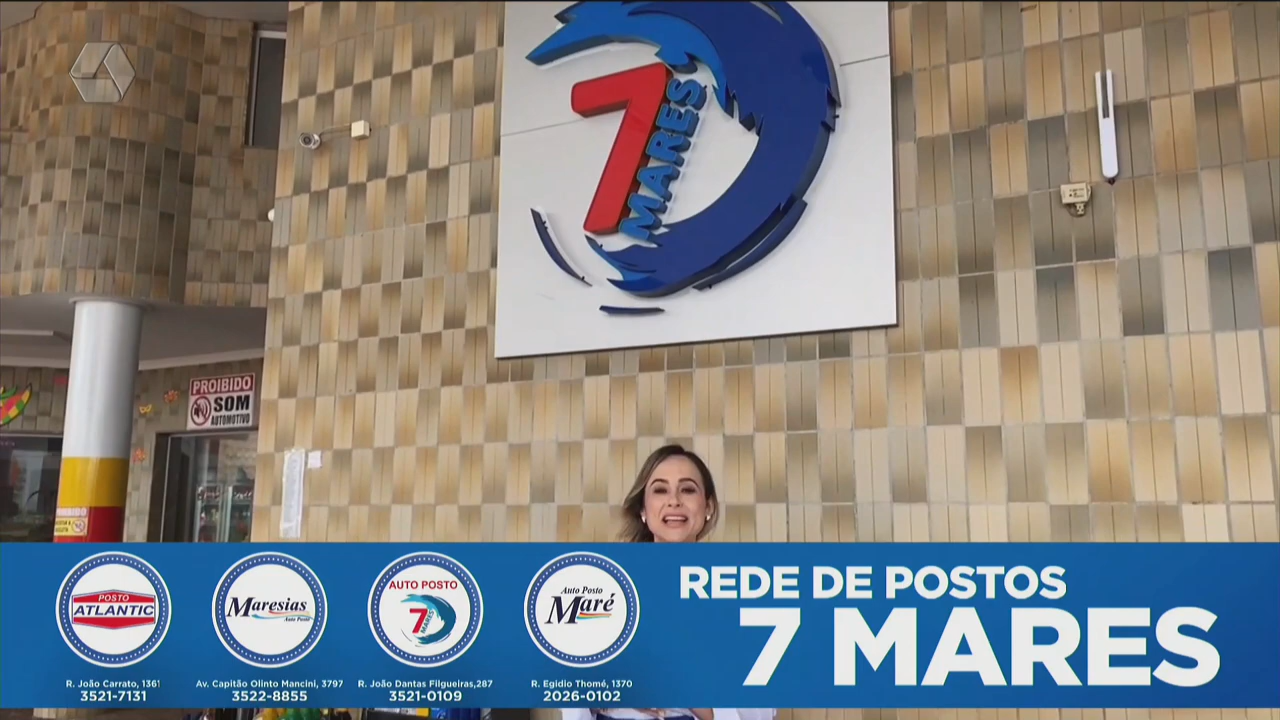 7
MARES
PROIBIDO
SOM
AUTOMOTIVO
POSTO
ATLANTIC
R. João Carrato, 1361
3521-7131
Maresias
Auto Posto
Av. Capitão Olinto Mancini, 3797
3522-8855
AUTO POSTO
7
MARES
R. João Dantas Filgueiras,287
3521-0109
Auto Posto
Maré
R. Egidio Thomé, 1370
2026-0102
REDE DE POSTOS
7 MARES